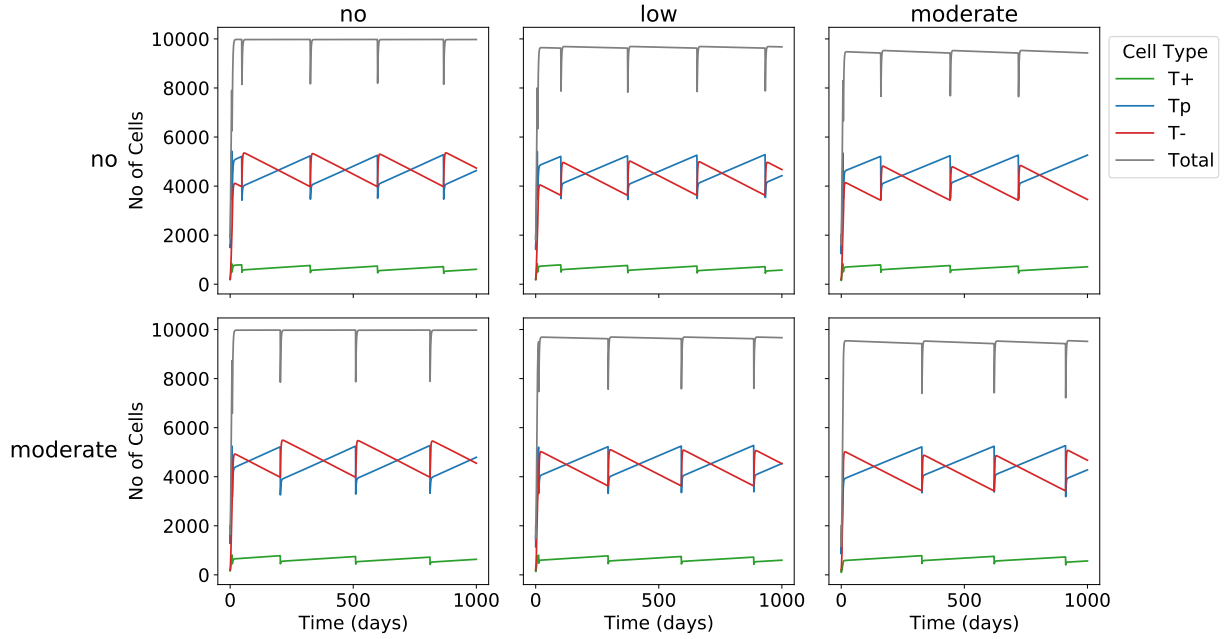 no low moderate
no
No of Cells
10000
8000
6000
4000
2000
0
Cell Type
T+
Tp
T-
Total
moderate
No of Cells
10000
8000
6000
4000
2000
0
0 500 1000
Time (days)
0 500 1000
Time (days)
0 500 1000
Time (days)